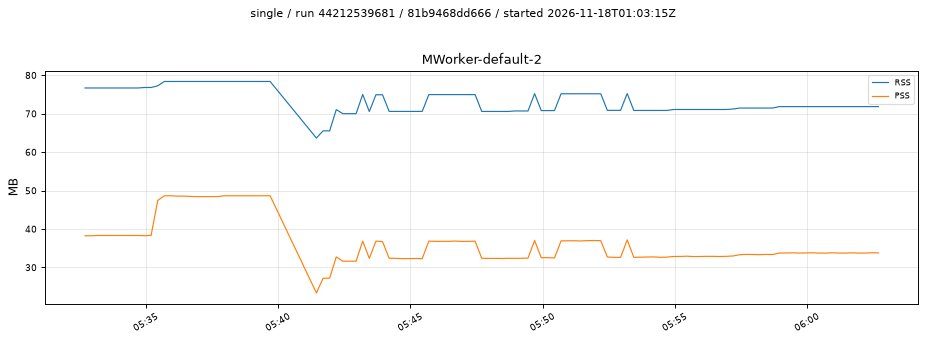 single / run 44212539681 / 81b9468dd666 / started 2026-11-18T01:03:15Z
MWorker-default-2
80
70
60
50
40
30
MB
RSS
PSS
05:35
05:40
05:45
05:50
05:55
06:00